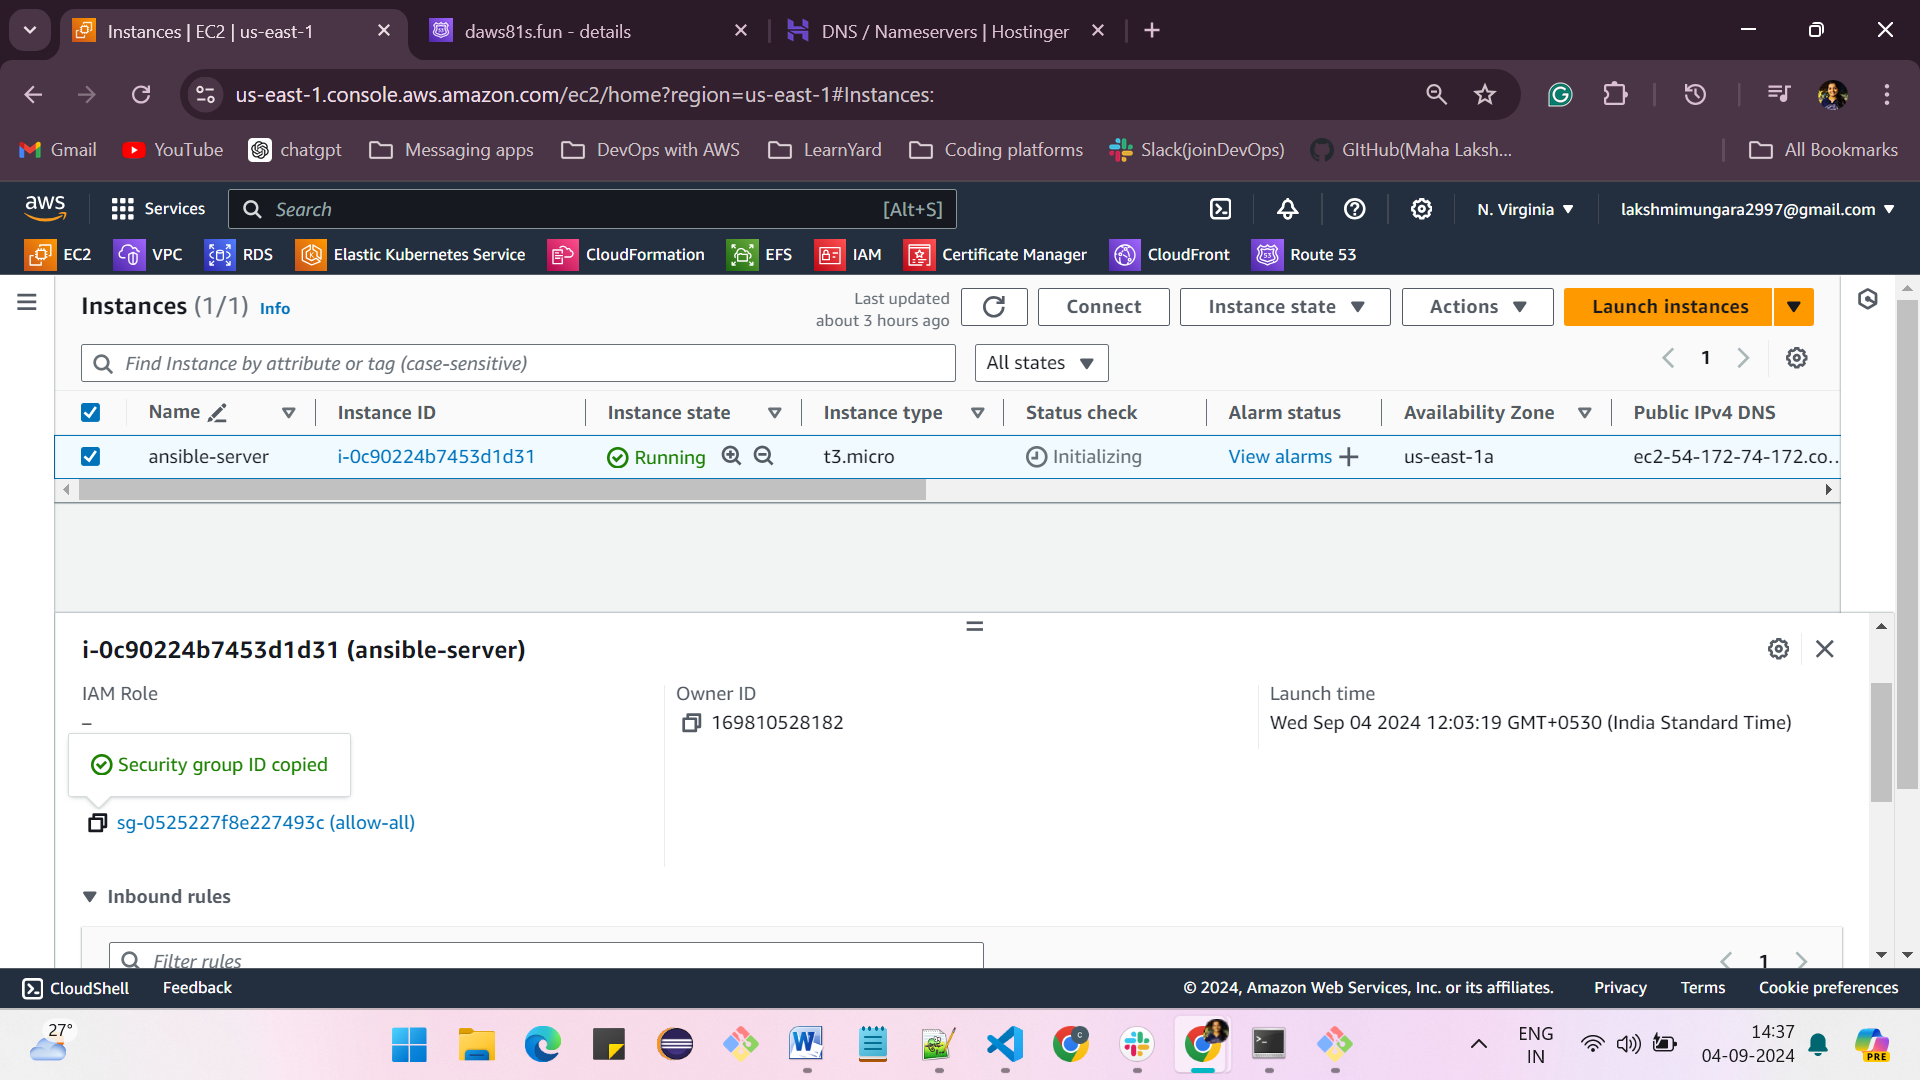 Instances | EC2 | us-east-1
daws81s.fun - details
DNS / Nameservers | Hostinger
us-east-1.console.aws.amazon.com/ec2/home?region=us-east-1#Instances:
Gmail
YouTube
chatgpt
Messaging apps
DevOps with AWS
LearnYard
Coding platforms
Slack(joinDevOps)
GItHub(Maha Laksh...
All Bookmarks
aws
Services
Search
[Alt+S]
N. Virginia
lakshmimungara2997@gmail.com
EC2
VPC
RDS
Elastic Kubernetes Service
CloudFormation
EFS
IAM
Certificate Manager
CloudFront
Route 53
Instances (1/1) Info
Last updated
about 3 hours ago
Connect
Instance state
Actions
Launch instances
Find Instance by attribute or tag (case-sensitive)
All states
1
Name
Instance ID
Instance state
Instance type
Status check
Alarm status
Availability Zone
Public IPv4 DNS
ansible-server
i-0c90224b7453d1d31
Running
t3.micro
Initializing
View alarms
us-east-1a
ec2-54-172-74-172.co...
i-0c90224b7453d1d31 (ansible-server)
IAM Role
–
Owner ID
169810528182
Launch time
Wed Sep 04 2024 12:03:19 GMT+0530 (India Standard Time)
Security group ID copied
sg-0525227f8e227493c (allow-all)
Inbound rules
Filter rules
1
CloudShell
Feedback
© 2024, Amazon Web Services, Inc. or its affiliates.
Privacy
Terms
Cookie preferences
27°
ENG
IN
14:37
04-09-2024
PRE